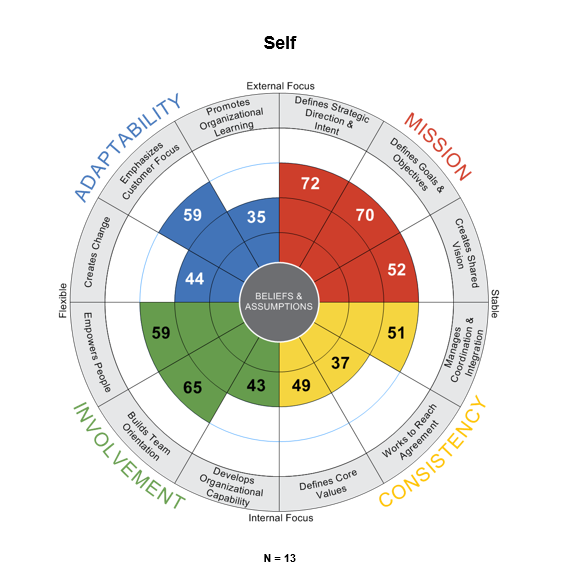 Self
External Focus
ADAPTABILITY
MISSION
Promotes
Organizational
Learning
Defines Strategic
Direction &
Intent
Emphasizes
Customer Focus
Defines Goals &
Objectives
Creates Change
Creates Shared
Vision
72
70
59
35
52
44
BELIEFS &
ASSUMPTIONS
Flexible
Stable
59
51
37
65
43
49
Empowers People
Manages
Coordination &
Integration
Builds Team
Orientation
Works to Reach
Agreement
Develops
Organizational
Capability
Defines Core
Values
INVOLVEMENT
CONSISTENCY
Internal Focus
N = 13